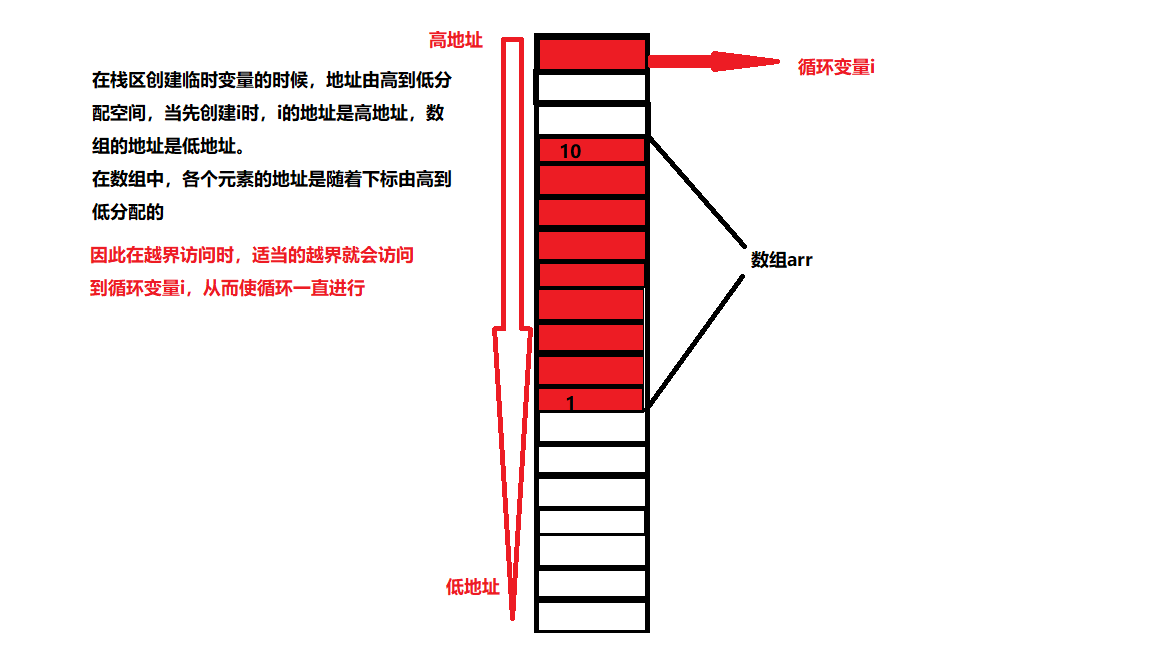 高地址
在栈区创建临时变量的时候，地址由高到低分
配空间，当先创建i时，i的地址是高地址，数
组的地址是低地址。
在数组中，各个元素的地址是随着下标由高到
低分配的
因此在越界访问时，适当的越界就会访问
到循环变量i，从而使循环一直进行
循环变量i
10
数组arr
1
低地址